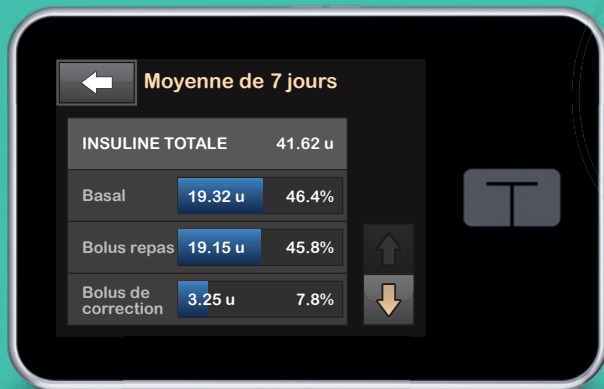 Moyenne de 7 jours
INSULINE TOTALE 41.62 u
Basal 19.32 u 46.4%
Bolus repas 19.15 u 45.8%
Bolus de
correction 3.25 u 7.8%